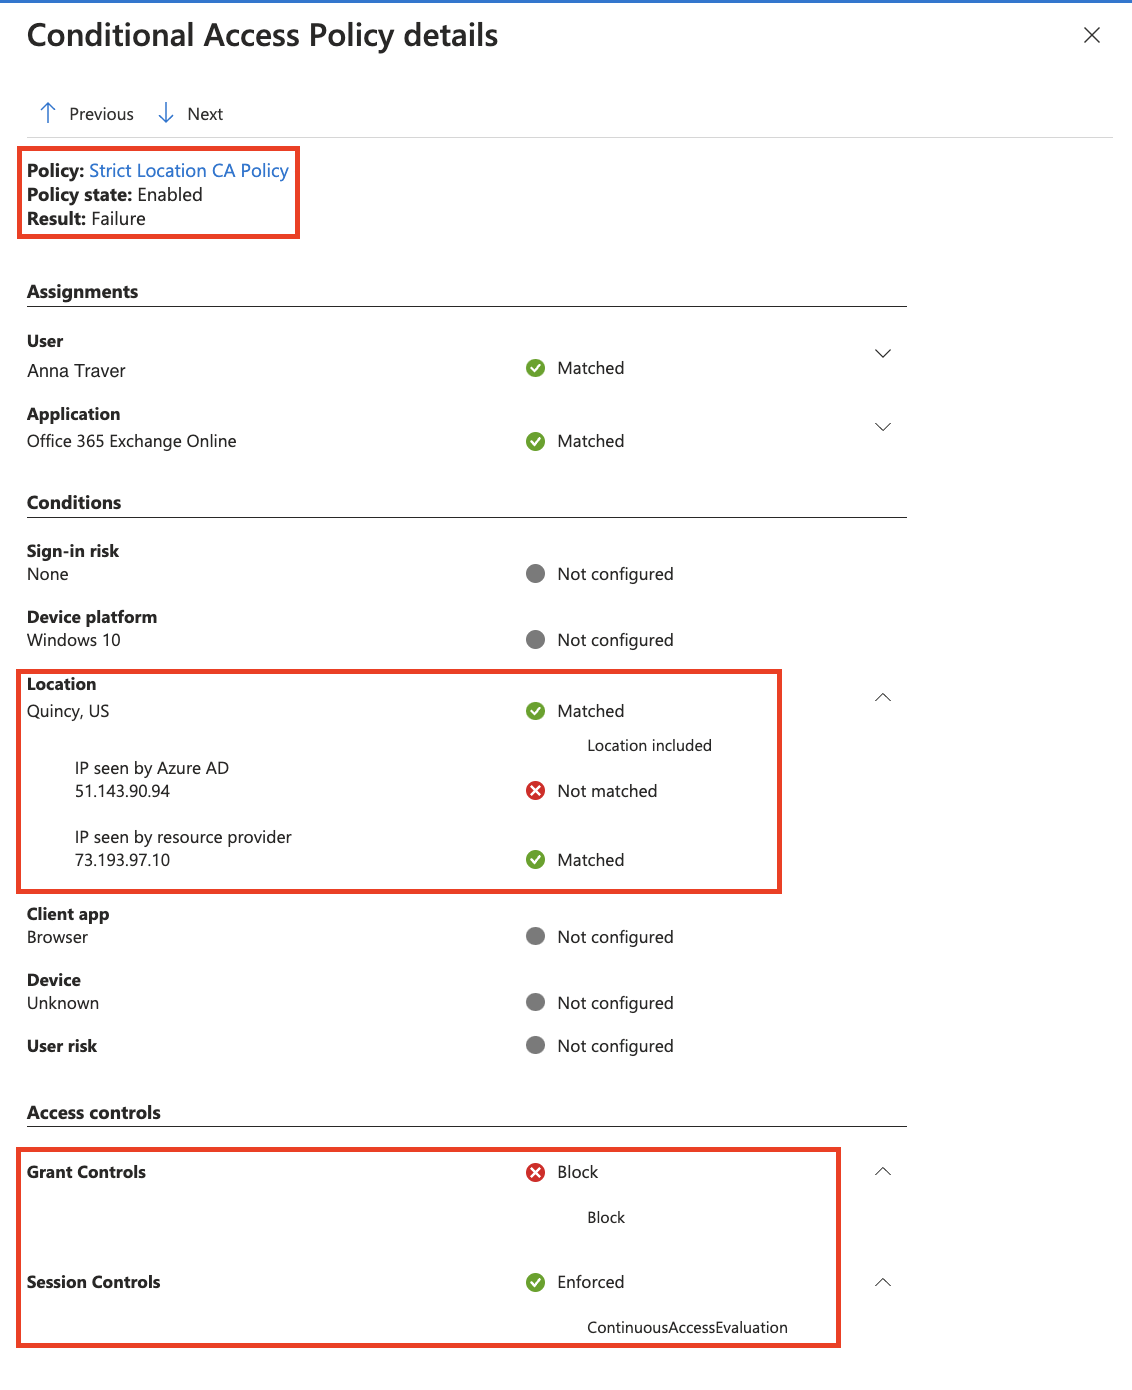 Conditional Access Policy details
Previous Next
Policy: Strict Location CA Policy
Policy state: Enabled
Result: Failure
Assignments
User
Anna Traver Matched
Application
Office 365 Exchange Online Matched
Conditions
Sign-in risk
None Not configured
Device platform
Windows 10 Not configured
Location
Quincy, US Matched
Location included
IP seen by Azure AD
51.143.90.94 Not matched
IP seen by resource provider
73.193.97.10 Matched
Client app
Browser Not configured
Device
Unknown Not configured
User risk Not configured
Access controls
Grant Controls Block
Block
Session Controls Enforced
ContinuousAccessEvaluation